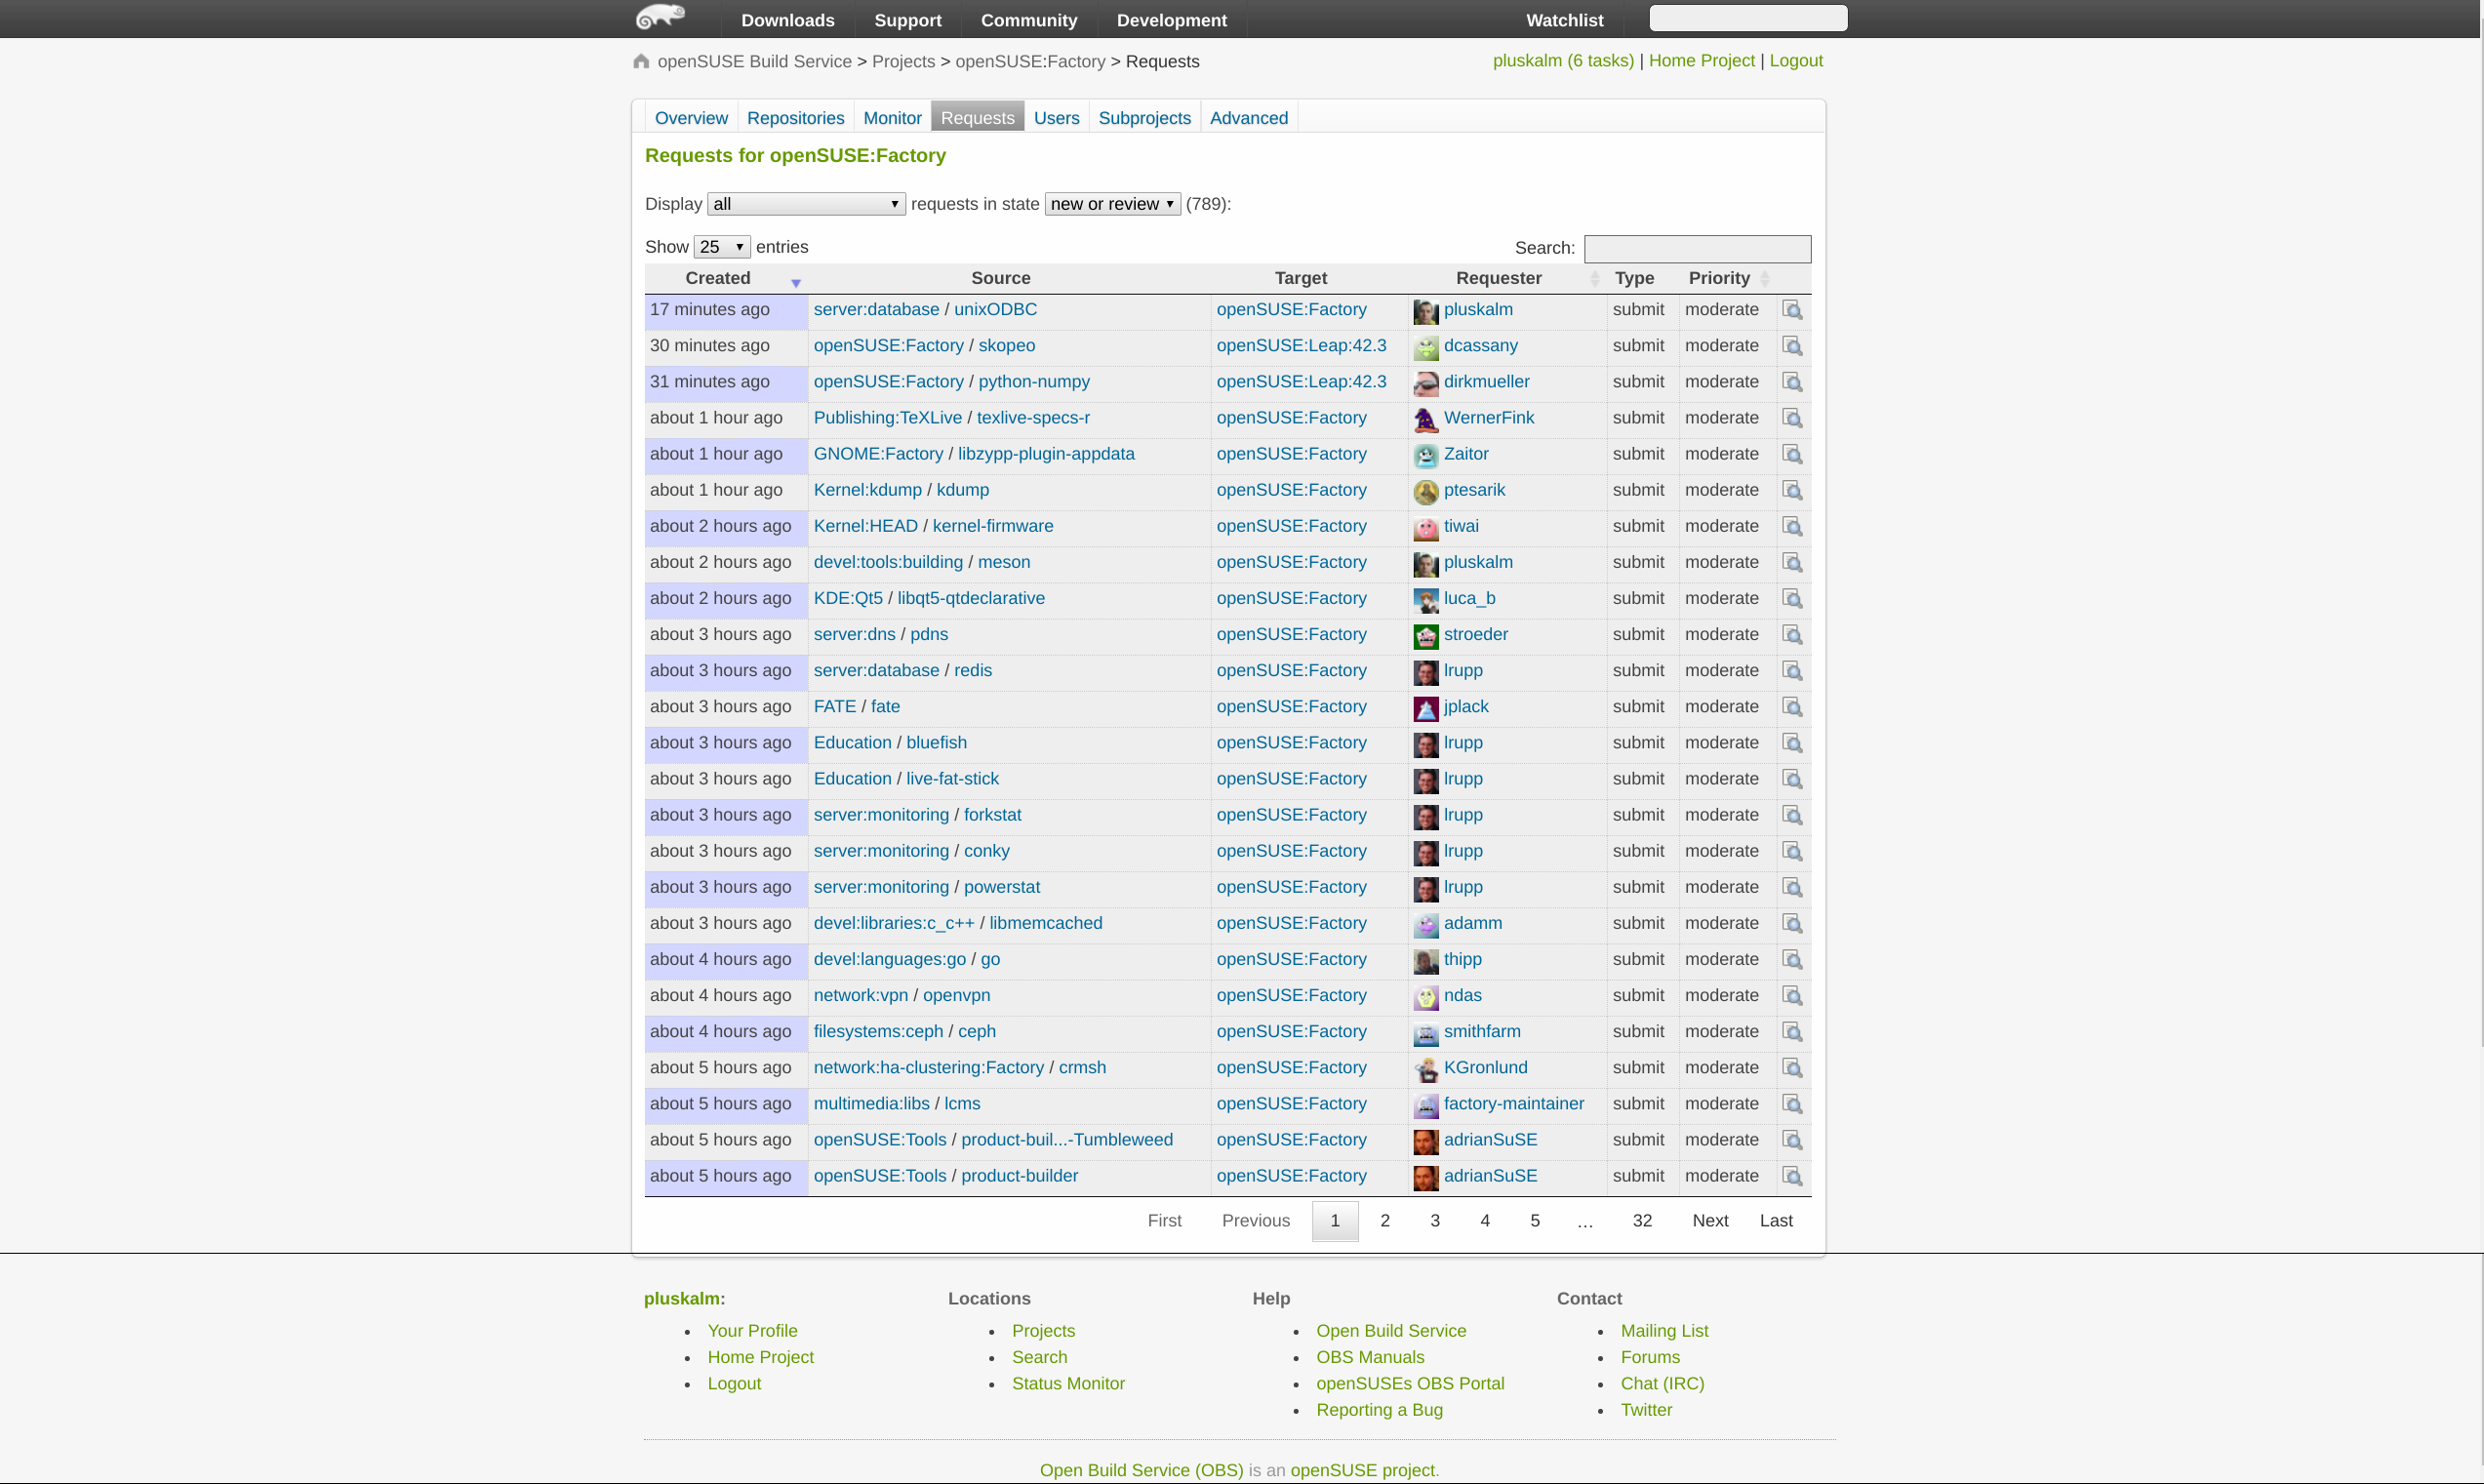 Downloads Support Community Development Watchlist
openSUSE Build Service > Projects > openSUSE:Factory > Requests pluskalm (6 tasks) | Home Project | Logout
Overview Repositories Monitor Requests Users Subprojects Advanced
Requests for openSUSE:Factory
Display all requests in state new or review (789):
Show 25 entries Search:
Created Source Target Requester Type Priority
17 minutes ago server:database / unixODBC openSUSE:Factory pluskalm submit moderate
30 minutes ago openSUSE:Factory / skopeo openSUSE:Leap:42.3 dcassany submit moderate
31 minutes ago openSUSE:Factory / python-numpy openSUSE:Leap:42.3 dirkmueller submit moderate
about 1 hour ago Publishing:TeXLive / texlive-specs-r openSUSE:Factory WernerFink submit moderate
about 1 hour ago GNOME:Factory / libzypp-plugin-appdata openSUSE:Factory Zaitor submit moderate
about 1 hour ago Kernel:kdump / kdump openSUSE:Factory ptesarik submit moderate
about 2 hours ago Kernel:HEAD / kernel-firmware openSUSE:Factory tiwai submit moderate
about 2 hours ago devel:tools:building / meson openSUSE:Factory pluskalm submit moderate
about 2 hours ago KDE:Qt5 / libqt5-qtdeclarative openSUSE:Factory luca_b submit moderate
about 3 hours ago server:dns / pdns openSUSE:Factory stroeder submit moderate
about 3 hours ago server:database / redis openSUSE:Factory lrupp submit moderate
about 3 hours ago FATE / fate openSUSE:Factory jplack submit moderate
about 3 hours ago Education / bluefish openSUSE:Factory lrupp submit moderate
about 3 hours ago Education / live-fat-stick openSUSE:Factory lrupp submit moderate
about 3 hours ago server:monitoring / forkstat openSUSE:Factory lrupp submit moderate
about 3 hours ago server:monitoring / conky openSUSE:Factory lrupp submit moderate
about 3 hours ago server:monitoring / powerstat openSUSE:Factory lrupp submit moderate
about 3 hours ago devel:libraries:c_c++ / libmemcached openSUSE:Factory adamm submit moderate
about 4 hours ago devel:languages:go / go openSUSE:Factory thipp submit moderate
about 4 hours ago network:vpn / openvpn openSUSE:Factory ndas submit moderate
about 4 hours ago filesystems:ceph / ceph openSUSE:Factory smithfarm submit moderate
about 5 hours ago network:ha-clustering:Factory / crmsh openSUSE:Factory KGronlund submit moderate
about 5 hours ago multimedia:libs / lcms openSUSE:Factory factory-maintainer submit moderate
about 5 hours ago openSUSE:Tools / product-buil...-Tumbleweed openSUSE:Factory adrianSuSE submit moderate
about 5 hours ago openSUSE:Tools / product-builder openSUSE:Factory adrianSuSE submit moderate
First Previous 1 2 3 4 5 … 32 Next Last
pluskalm: Locations Help Contact
Your Profile Projects Open Build Service Mailing List
Home Project Search OBS Manuals Forums
Logout Status Monitor openSUSEs OBS Portal Chat (IRC)
Reporting a Bug Twitter
Open Build Service (OBS) is an openSUSE project.